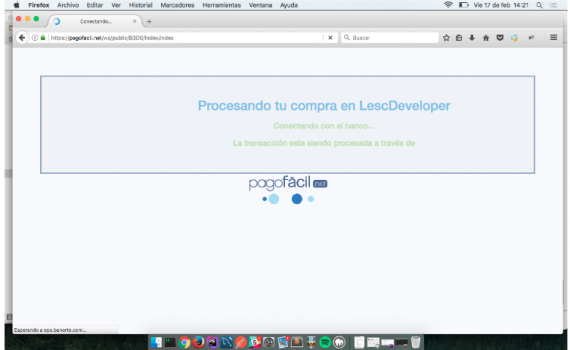 Firefox Archivo Editar Ver Historial Marcadores Herramientas Ventana Ayuda
Vie 17 de feb 14:21
Conectando...
https://pagofacil.net/ws/public/B3DS/Index/index
Buscar
Procesando tu compra en LescDeveloper
Conectando con el banco...
La transacción esta siendo procesada a través de
pagofácil net
Esperando a eps.banorte.com...